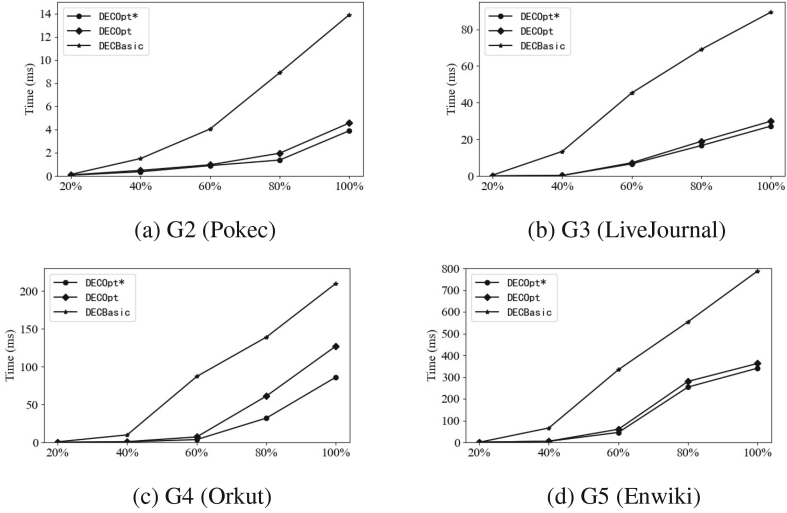 14
12
10
8
6
4
2
0
Time (ms)
DECOpt*
DECOpt
DECBasic
20% 40% 60% 80% 100%
(a) G2 (Pokec)
80
60
40
20
0
Time (ms)
DECOpt*
DECOpt
DECBasic
20% 40% 60% 80% 100%
(b) G3 (LiveJournal)
200
150
100
50
0
Time (ms)
DECOpt*
DECOpt
DECBasic
20% 40% 60% 80% 100%
(c) G4 (Orkut)
800
700
600
500
400
300
200
100
0
Time (ms)
DECOpt*
DECOpt
DECBasic
20% 40% 60% 80% 100%
(d) G5 (Enwiki)